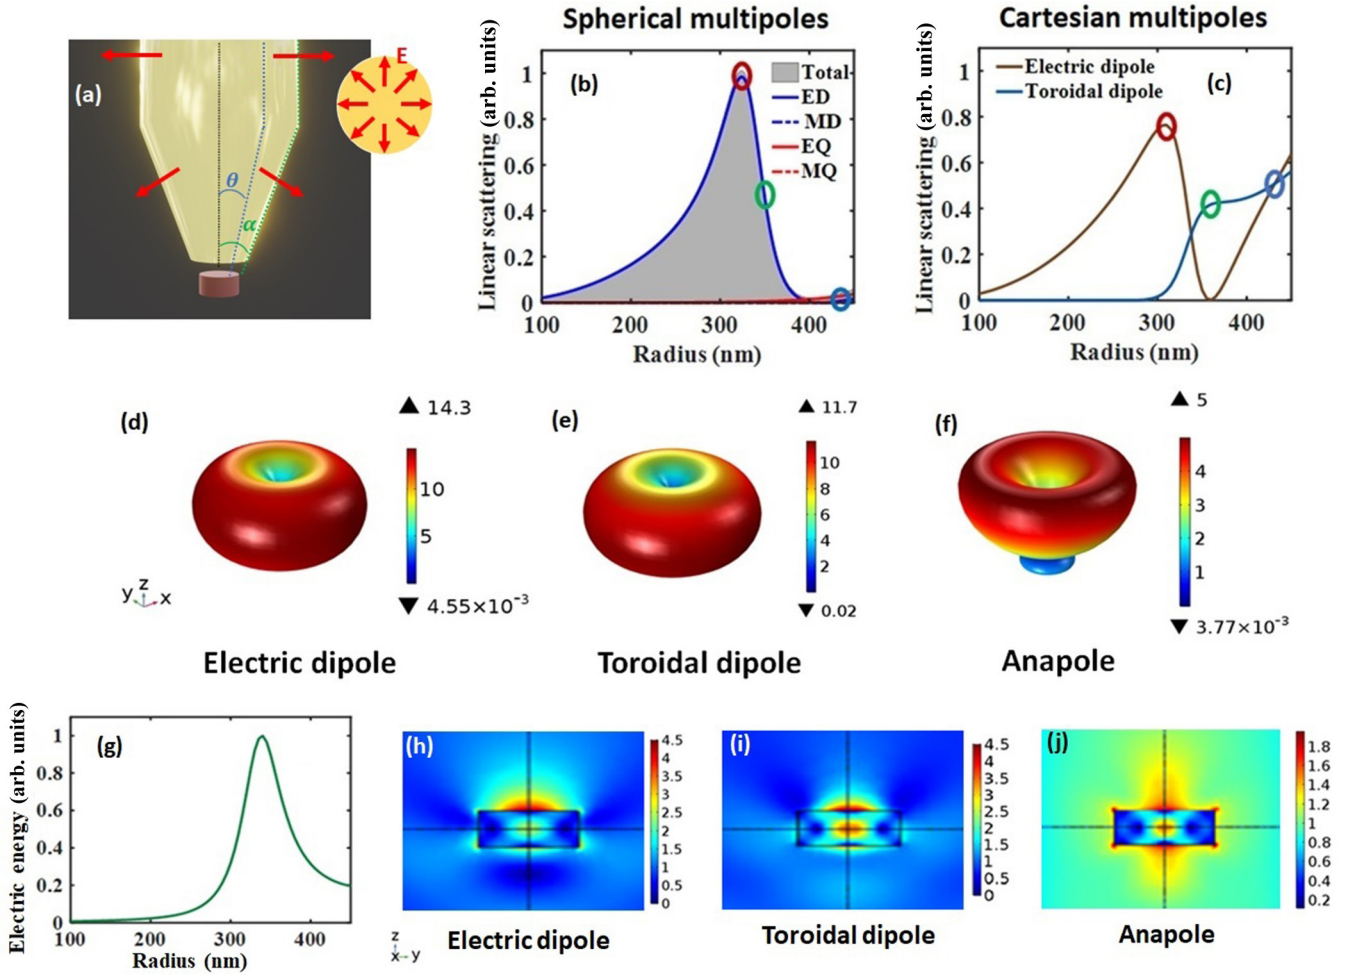 Spherical multipoles
Cartesian multipoles
(a)
E
θ
α
(b)
Total
ED
MD
EQ
MQ
Linear scattering (arb. units)
1
0.8
0.6
0.4
0.2
0
100
200
300
400
Radius (nm)
(c)
Electric dipole
Toroidal dipole
Linear scattering (arb. units)
1
0.8
0.6
0.4
0.2
0
100
200
300
400
Radius (nm)
(d)
▲ 14.3
10
5
▼ 4.55×10⁻³
y z x
Electric dipole
(e)
▲ 11.7
10
8
6
4
2
▼ 0.02
Toroidal dipole
(f)
▲ 5
4
3
2
1
▼ 3.77×10⁻³
Anapole
(g)
Electric energy (arb. units)
1
0.8
0.6
0.4
0.2
0
100
200
300
400
Radius (nm)
(h)
4.5
4
3.5
3
2.5
2
1.5
1
0.5
0
z
x y
Electric dipole
(i)
4.5
4
3.5
3
2.5
2
1.5
1
0.5
0
Toroidal dipole
(j)
1.8
1.6
1.4
1.2
1
0.8
0.6
0.4
0.2
Anapole